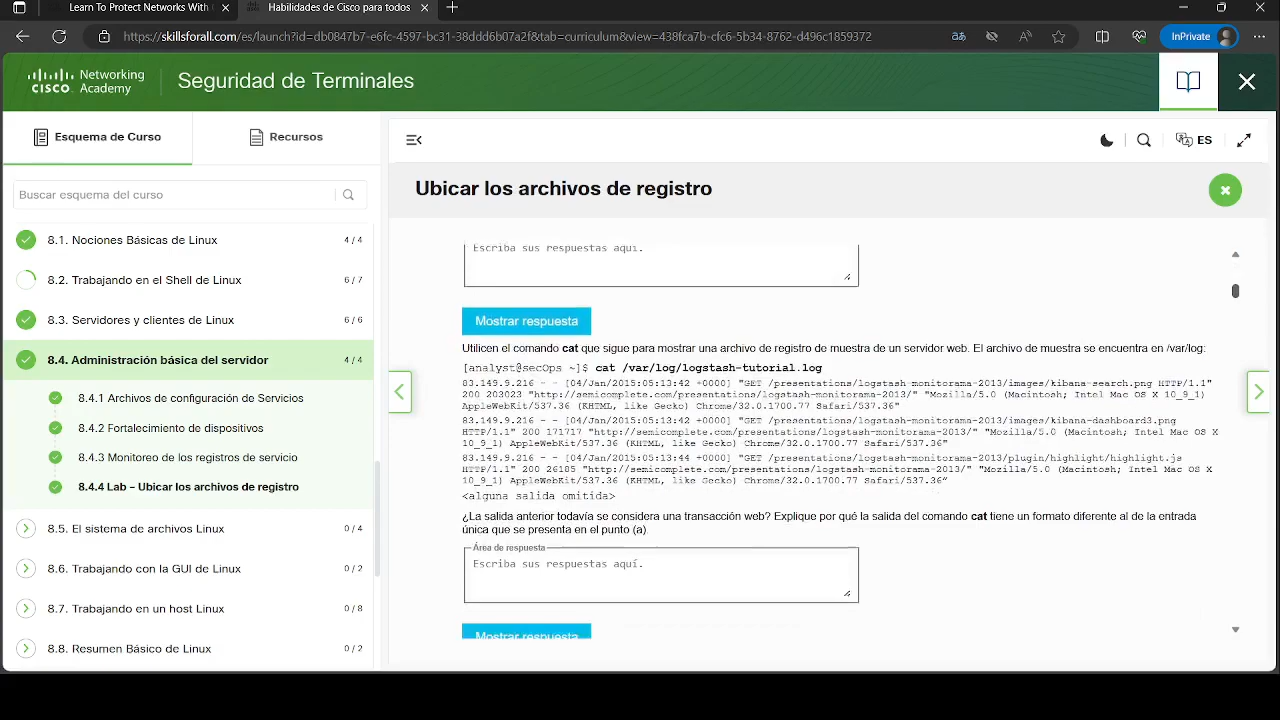 Learn To Protect Networks With
Habilidades de Cisco para todos
https://skillsforall.com/es/launch?id=db0847b7-e6fc-4597-bc31-38ddd6b07a2f&tab=curriculum&view=438fca7b-cfc6-5b34-8762-d496c1859372
InPrivate
CISCO Networking Academy
Seguridad de Terminales
Esquema de Curso
Recursos
ES
Buscar esquema del curso
Ubicar los archivos de registro
8.1. Nociones Básicas de Linux 4 / 4
8.2. Trabajando en el Shell de Linux 6 / 7
8.3. Servidores y clientes de Linux 6 / 6
8.4. Administración básica del servidor 4 / 4
8.4.1 Archivos de configuración de Servicios
8.4.2 Fortalecimiento de dispositivos
8.4.3 Monitoreo de los registros de servicio
8.4.4 Lab – Ubicar los archivos de registro
8.5. El sistema de archivos Linux 0 / 4
8.6. Trabajando con la GUI de Linux 0 / 2
8.7. Trabajando en un host Linux 0 / 8
8.8. Resumen Básico de Linux 0 / 2
Escriba sus respuestas aquí.
Mostrar respuesta
Utilicen el comando cat que sigue para mostrar un archivo de registro de muestra de un servidor web. El archivo de muestra se encuentra en /var/log:
[analyst@secOps ~]$ cat /var/log/logstash-tutorial.log
83.149.9.216 - - [04/Jan/2015:05:13:42 +0000] "GET /presentations/logstash-monitorama-2013/images/kibana-search.png HTTP/1.1"
200 203023 "http://semicomplete.com/presentations/logstash-monitorama-2013/" "Mozilla/5.0 (Macintosh; Intel Mac OS X 10_9_1)
AppleWebKit/537.36 (KHTML, like Gecko) Chrome/32.0.1700.77 Safari/537.36"
83.149.9.216 - - [04/Jan/2015:05:13:42 +0000] "GET /presentations/logstash-monitorama-2013/images/kibana-dashboard3.png
HTTP/1.1" 200 171717 "http://semicomplete.com/presentations/logstash-monitorama-2013/" "Mozilla/5.0 (Macintosh; Intel Mac OS X
10_9_1) AppleWebKit/537.36 (KHTML, like Gecko) Chrome/32.0.1700.77 Safari/537.36"
83.149.9.216 - - [04/Jan/2015:05:13:44 +0000] "GET /presentations/logstash-monitorama-2013/plugin/highlight/highlight.js
HTTP/1.1" 200 26185 "http://semicomplete.com/presentations/logstash-monitorama-2013/" "Mozilla/5.0 (Macintosh; Intel Mac OS X
10_9_1) AppleWebKit/537.36 (KHTML, like Gecko) Chrome/32.0.1700.77 Safari/537.36"
<alguna salida omitida>
¿La salida anterior todavía se considera una transacción web? Explique por qué la salida del comando cat tiene un formato diferente al de la entrada
única que se presenta en el punto (a).
Área de respuesta
Escriba sus respuestas aquí.
Mostrar respuesta